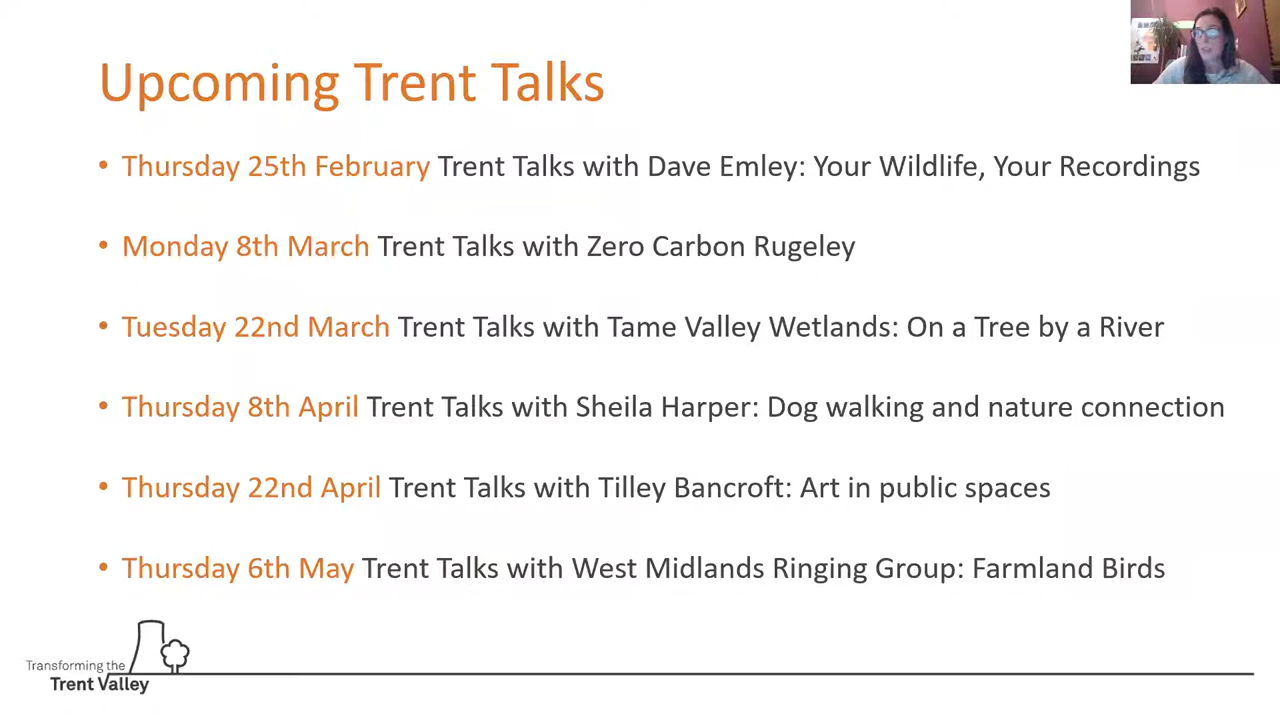 Upcoming Trent Talks
• Thursday 25th February Trent Talks with Dave Emley: Your Wildlife, Your Recordings
• Monday 8th March Trent Talks with Zero Carbon Rugeley
• Tuesday 22nd March Trent Talks with Tame Valley Wetlands: On a Tree by a River
• Thursday 8th April Trent Talks with Sheila Harper: Dog walking and nature connection
• Thursday 22nd April Trent Talks with Tilley Bancroft: Art in public spaces
• Thursday 6th May Trent Talks with West Midlands Ringing Group: Farmland Birds
Transforming the
Trent Valley